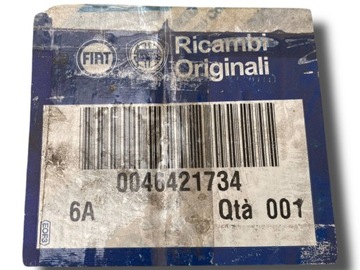 FIAT
Ricambi
Originali
0046421734
6A Qtà 001